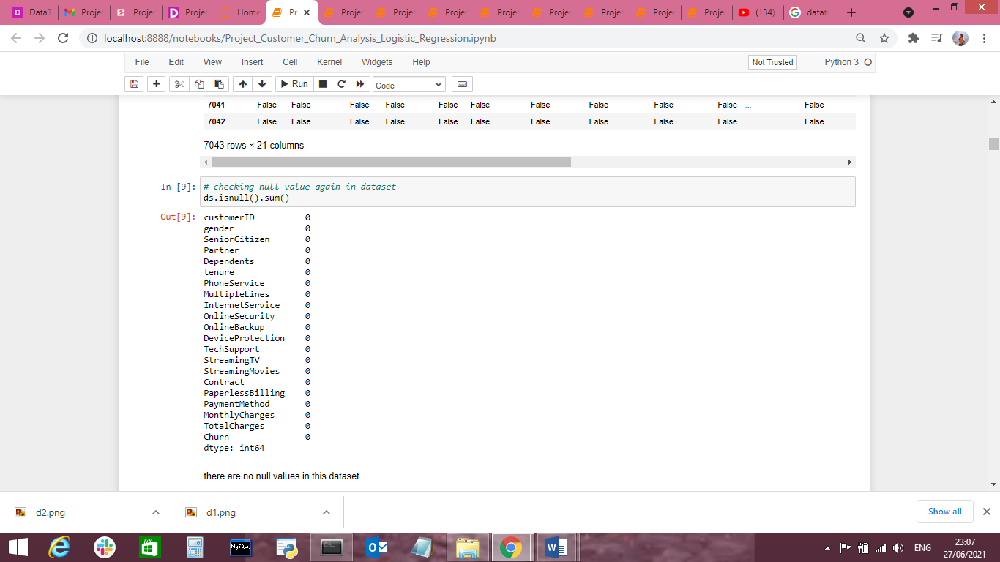 DataT
Projec
Projec
Projec
Home
Pr
Projec
Projec
Projec
Projec
Projec
Projec
Projec
Projec
(134)
datat
localhost:8888/notebooks/Project_Customer_Churn_Analysis_Logistic_Regression.ipynb
File Edit View Insert Cell Kernel Widgets Help Not Trusted Python 3
Run Code
7041 False False False False False False False False False False ... False
7042 False False False False False False False False False False ... False
7043 rows × 21 columns
In [9]: # checking null value again in dataset
ds.isnull().sum()
Out[9]: customerID 0
gender 0
SeniorCitizen 0
Partner 0
Dependents 0
tenure 0
PhoneService 0
MultipleLines 0
InternetService 0
OnlineSecurity 0
OnlineBackup 0
DeviceProtection 0
TechSupport 0
StreamingTV 0
StreamingMovies 0
Contract 0
PaperlessBilling 0
PaymentMethod 0
MonthlyCharges 0
TotalCharges 0
Churn 0
dtype: int64
there are no null values in this dataset
d2.png d1.png Show all
MySQL>
ENG 23:07
27/06/2021